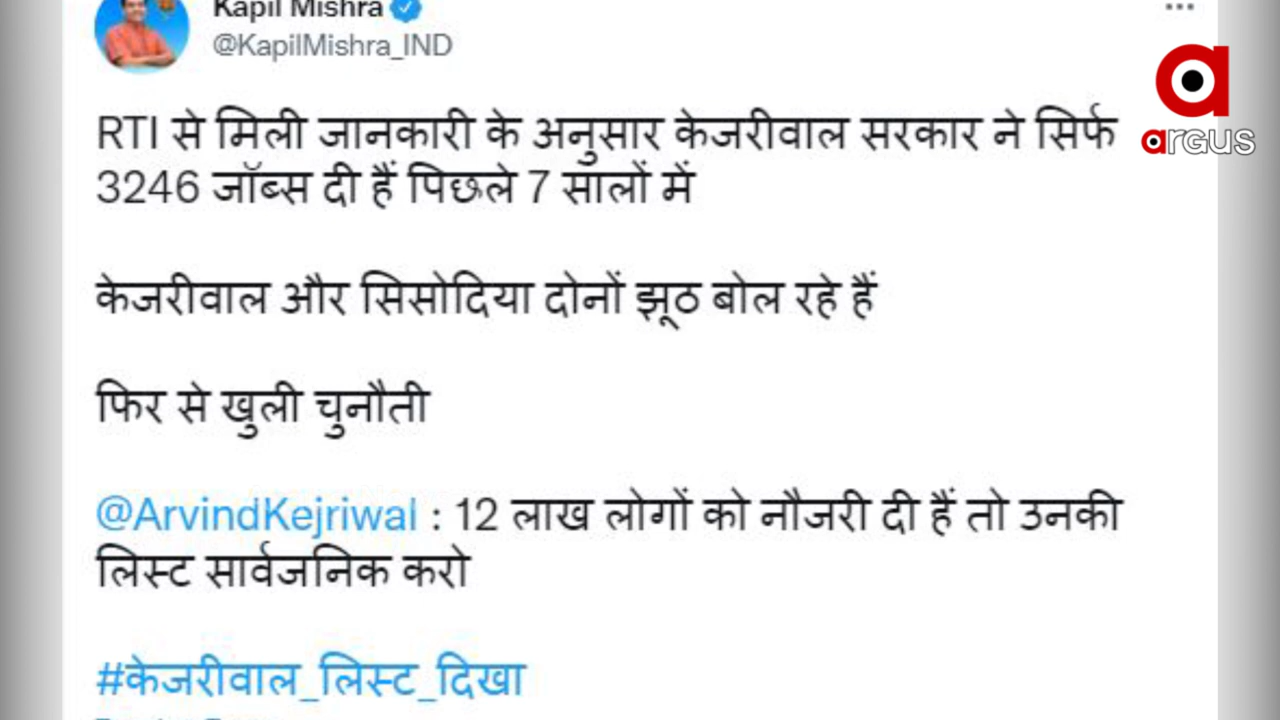 Kapil Mishra
@KapilMishra_IND
argus
RTI से मिली जानकारी के अनुसार केजरीवाल सरकार ने सिर्फ
3246 जॉब्स दी हैं पिछले 7 सालों में
केजरीवाल और सिसोदिया दोनों झूठ बोल रहे हैं
फिर से खुली चुनौती
@ArvindKejriwal : 12 लाख लोगों को नौजरी दी हैं तो उनकी
लिस्ट सार्वजनिक करो
#केजरीवाल_लिस्ट_दिखा